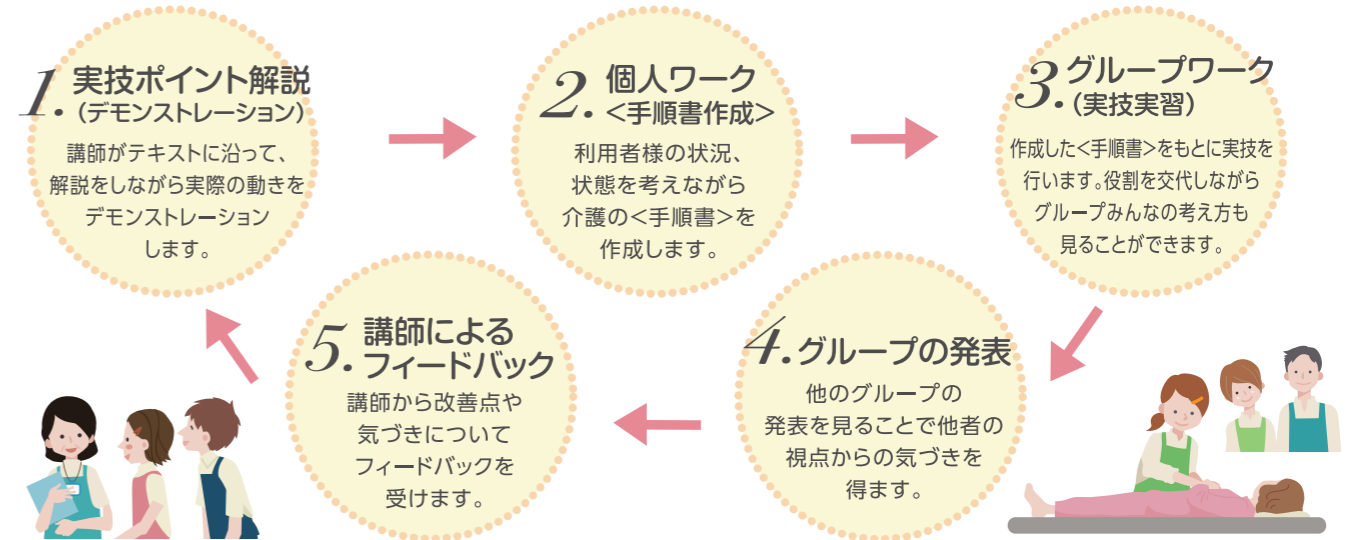 1. 実技ポイント解説
(デモンストレーション)
講師がテキストに沿って、
解説をしながら実際の動きを
デモンストレーション
します。
2. 個人ワーク
<手順書作成>
利用者様の状況、
状態を考えながら
介護の<手順書>を
作成します。
3. グループワーク
(実技実習)
作成した<手順書>をもとに実技を
行います。役割を交代しながら
グループみんなの考え方も
見ることができます。
4. グループの発表
他のグループの
発表を見ることで他者の
視点からの気づきを
得ます。
5. 講師による
フィードバック
講師から改善点や
気づきについて
フィードバックを
受けます。